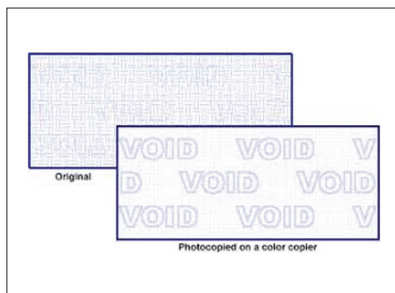 VOID VOID V
D VOID VOID
VOID VOID V
Original
Photocopied on a color copier